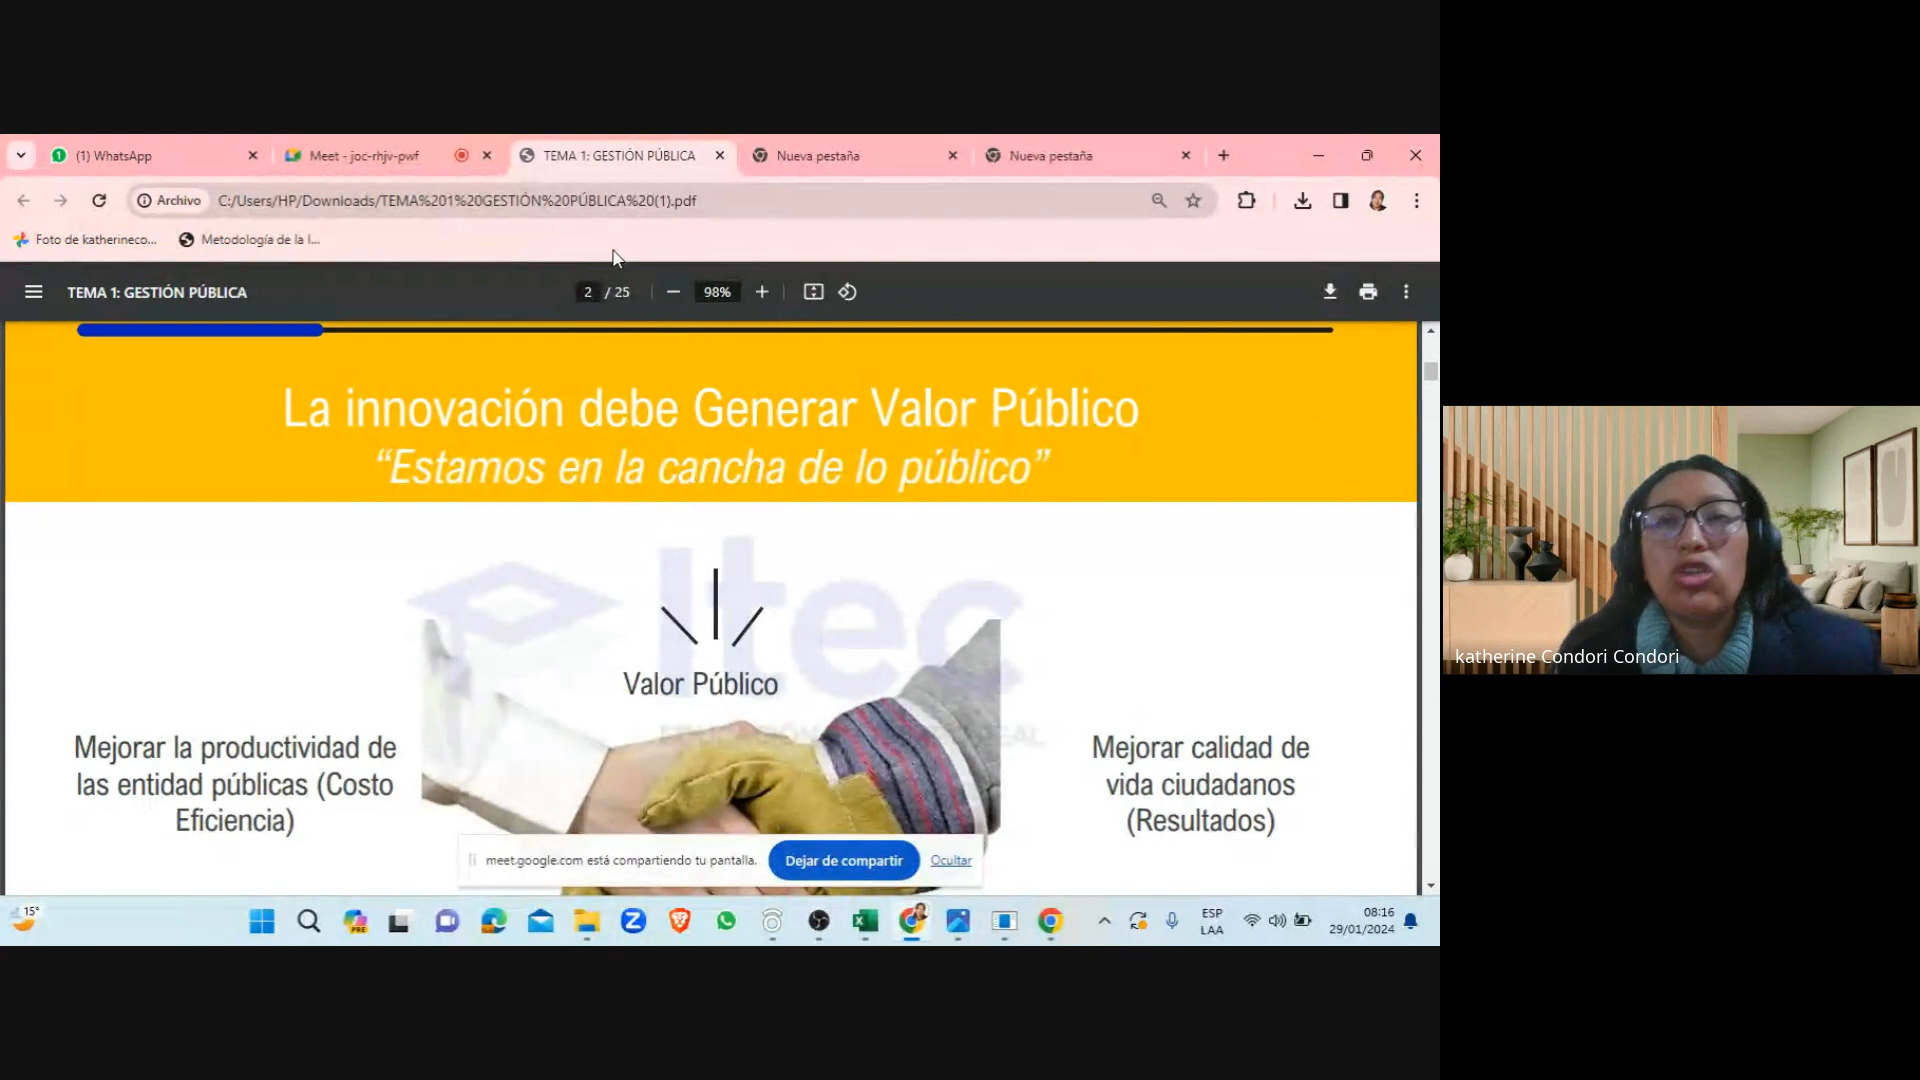 (1) WhatsApp
Meet - joc-rhjv-pwf
TEMA 1: GESTIÓN PÚBLICA
Nueva pestaña
Nueva pestaña
Archivo
C:/Users/HP/Downloads/TEMA%201%20GESTIÓN%20PÚBLICA%20(1).pdf
Foto de katherineco...
Metodología de la I...
TEMA 1: GESTIÓN PÚBLICA
2 / 25
98%
La innovación debe Generar Valor Público
“Estamos en la cancha de lo público”
Itec
Valor Público
Mejorar la productividad de
las entidad públicas (Costo
Eficiencia)
Mejorar calidad de
vida ciudadanos
(Resultados)
meet.google.com está compartiendo tu pantalla.
Dejar de compartir
Ocultar
katherine Condori Condori
15°
PRE
ESP
LAA
08:16
29/01/2024